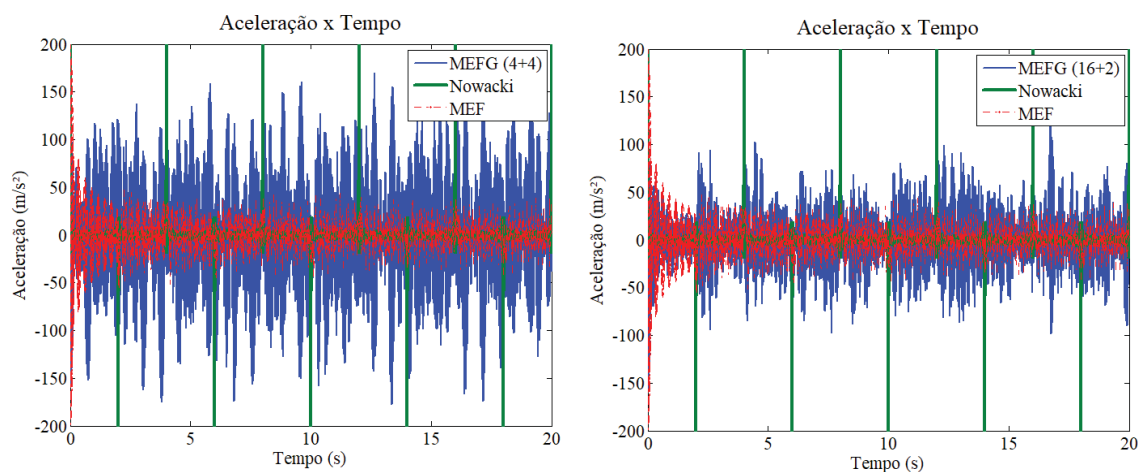 Aceleração x Tempo
MEFG (4+4)
Nowacki
MEF
Aceleração (m/s²)
200
150
100
50
0
-50
-100
-150
-200
0 5 10 15 20
Tempo (s)
Aceleração x Tempo
MEFG (16+2)
Nowacki
MEF
Aceleração (m/s²)
200
150
100
50
0
-50
-100
-150
-200
0 5 10 15 20
Tempo (s)